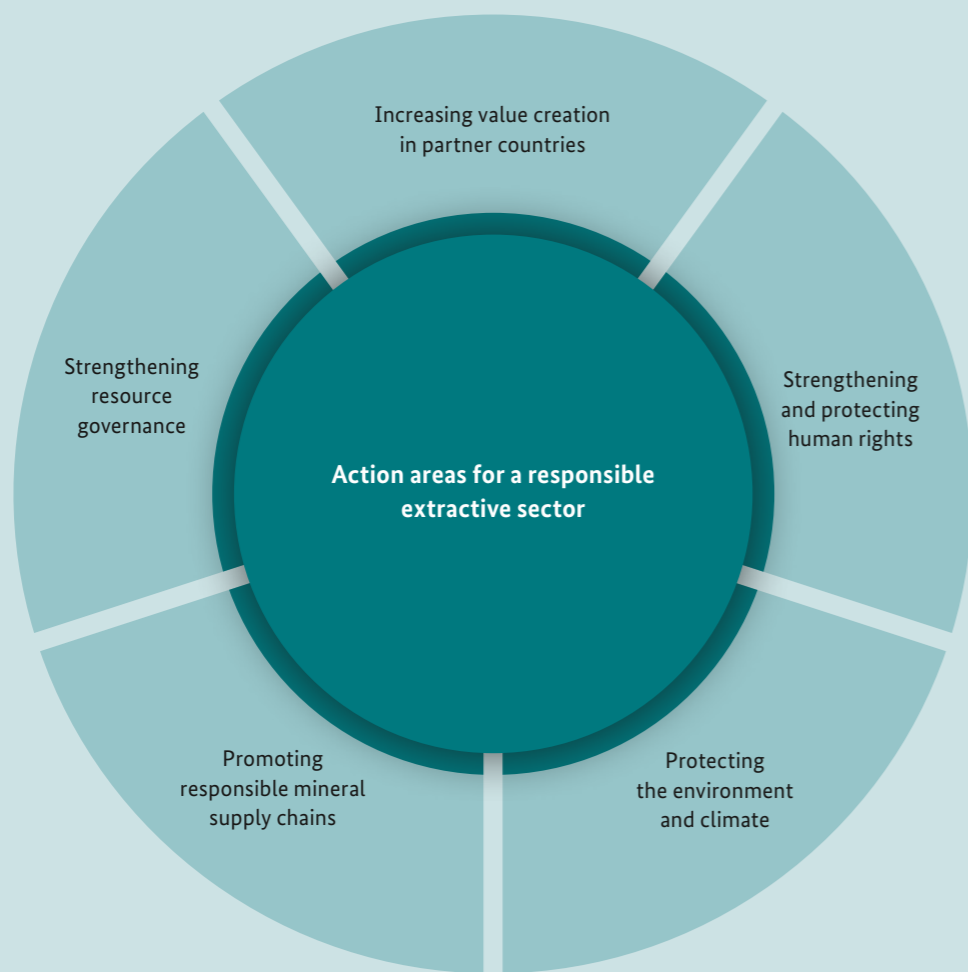 Increasing value creation
in partner countries
Strengthening
resource
governance
Strengthening
and protecting
human rights
Action areas for a responsible
extractive sector
Promoting
responsible mineral
supply chains
Protecting
the environment
and climate